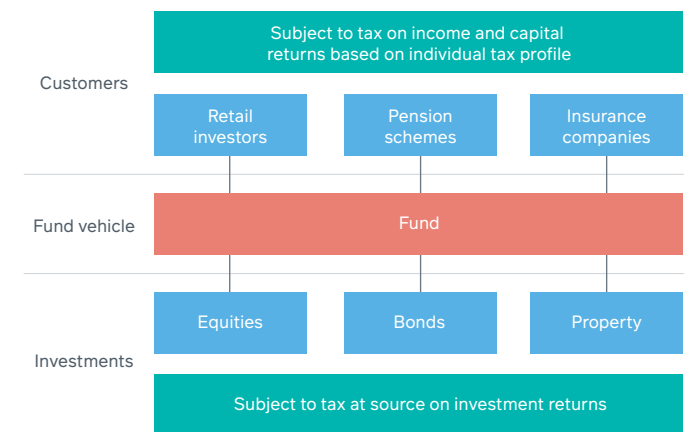 Subject to tax on income and capital
returns based on individual tax profile
Customers
Retail
investors
Pension
schemes
Insurance
companies
Fund vehicle
Fund
Equities
Bonds
Property
Investments
Subject to tax at source on investment returns